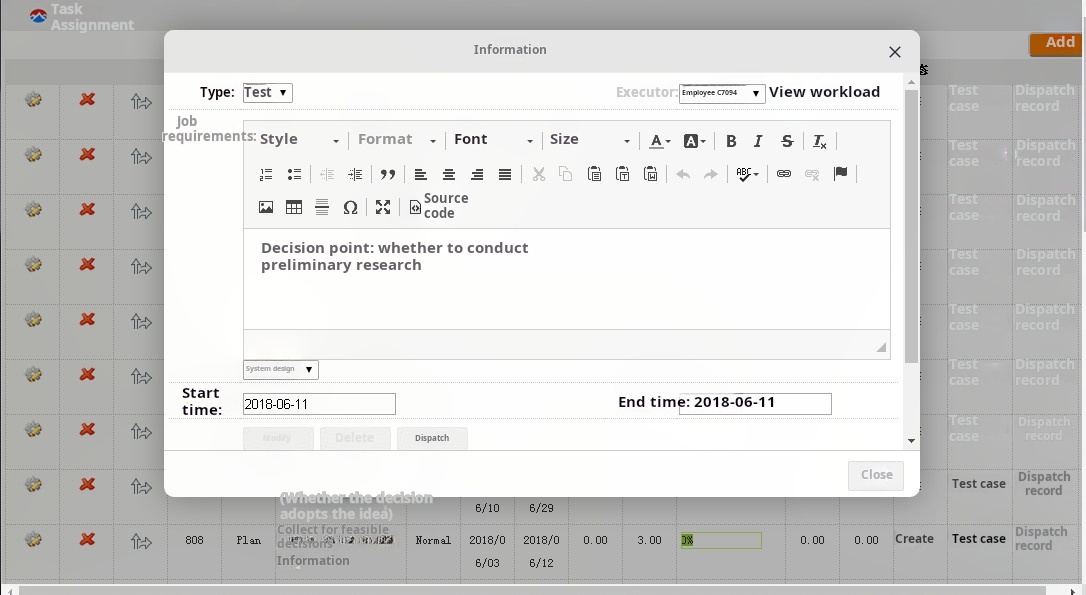 Task
Assignment
Add
Information
Type: Test
Executor: Employee C7094 View workload
Job
requirements:
Style Format Font Size
ABC
Source
code
Decision point: whether to conduct
preliminary research
System design
Start
time: 2018-06-11
End time: 2018-06-11
Modify Delete Dispatch
Close
Test
case
Dispatch
record
Test
case
Dispatch
record
Test
case
Dispatch
record
Test
case
Dispatch
record
Test
case
Dispatch
record
Test
case
Dispatch
record
Test
case
Dispatch
record
(Whether the decision
adopts the idea)
6/10 6/29
Test case
Dispatch
record
808 Plan
Collect for feasible
decisions
Information
Normal
2018/0
6/03
2018/0
6/12
0.00 3.00 0% 0.00 0.00 Create Test case
Dispatch
record